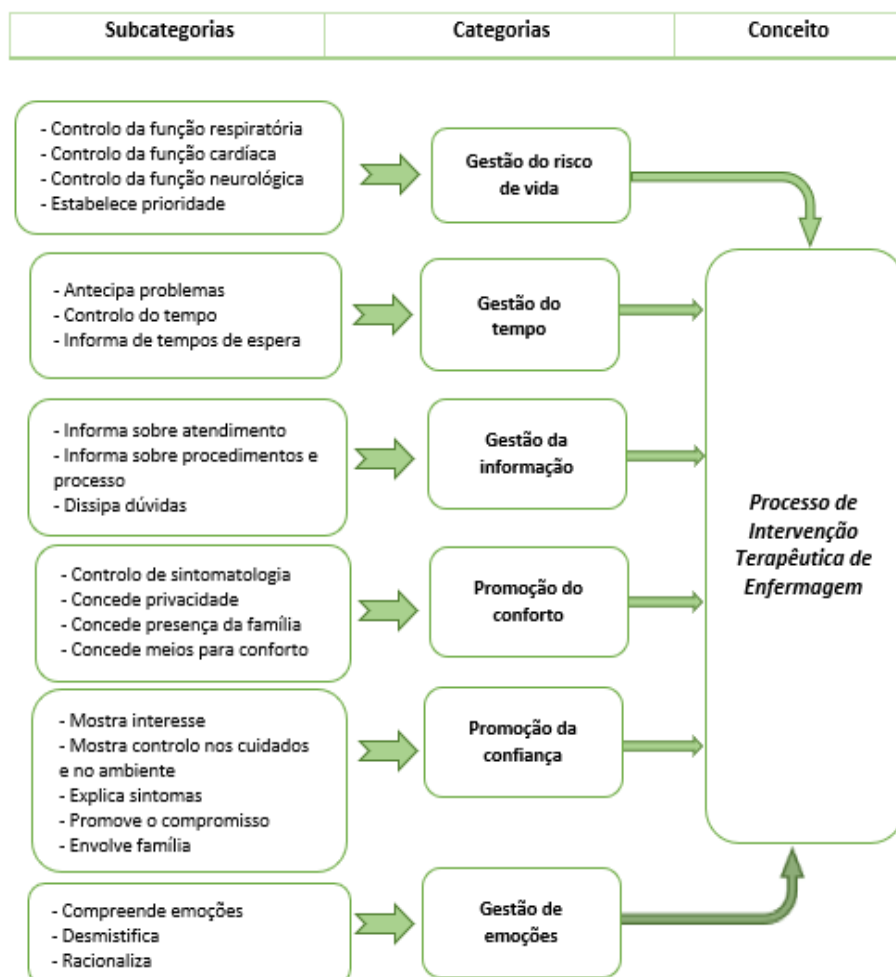 Subcategorias
Categorias
Conceito
- Controlo da função respiratória
- Controlo da função cardíaca
- Controlo da função neurológica
- Estabelece prioridade
Gestão do risco
de vida
- Antecipa problemas
- Controlo do tempo
- Informa de tempos de espera
Gestão do
tempo
- Informa sobre atendimento
- Informa sobre procedimentos e
processo
- Dissipa dúvidas
Gestão da
informação
- Controlo de sintomatologia
- Concede privacidade
- Concede presença da família
- Concede meios para conforto
Promoção do
conforto
- Mostra interesse
- Mostra controlo nos cuidados
e no ambiente
- Explica sintomas
- Promove o compromisso
- Envolve família
Promoção da
confiança
- Compreende emoções
- Desmistifica
- Racionaliza
Gestão de
emoções
Processo de
Intervenção
Terapêutica de
Enfermagem